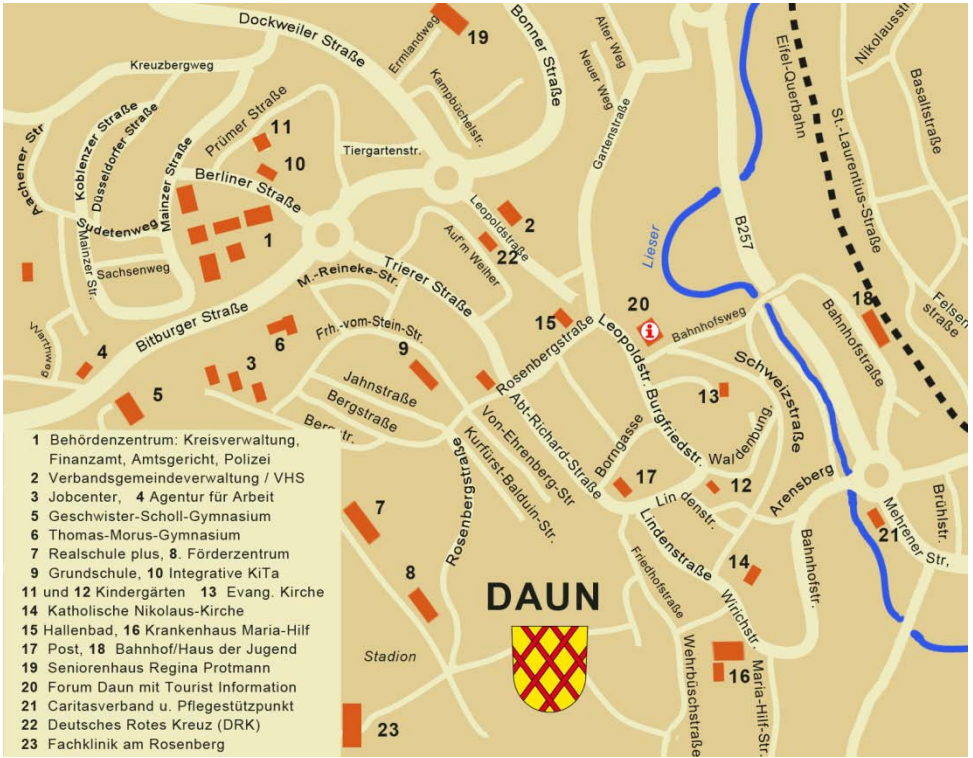 Dockweiler Straße
Bonner Straße
19
Ermlandweg
Kampbüchelstr.
Alter Weg
Neuer Weg
Gartenstraße
Eifel-Querbahn
Nikolausstr
Basaltstraße
St.-Laurentius-Straße
Kreuzbergweg
Aachener Str
Koblenzer Straße
Düsseldorfer Straße
Mainzer Straße
Prümer Straße
11
10
Tiergartenstr.
Berliner Straße
Sudetenweg
Mainzer Str.
Sachsenweg
1
Leopoldstraße
2
22
Auf'm Weiher
Lieser
B257
M.-Reineke-Str.
Trierer Straße
Bitburger Straße
Warthweg
Frh.-vom-Stein-Str.
4
5
3
6
9
15
20
i
18
Felsen
straße
Rosenbergstraße
Leopoldstr.
Bahnhofsweg
Bahnhofstraße
Schweizstraße
13
Jahnstraße
Bergstraße
Bergstr.
Burgfriedstr.
Waldenburg.
Borngasse
Abt-Richard-Straße
Von-Ehrenberg-Str
Kurfürst-Balduin-Str.
Rosenbergstraße
17
12
Lindenstr.
Arensberg
Mehrener Str,
Brühlstr.
21
Lindenstraße
Friedhofstraße
14
Bahnhofstr.
Wirichstr.
Wehrbüschstraße
16
Maria-Hilf-Str.
7
8
Stadion
23
DAUN
1 Behördenzentrum: Kreisverwaltung,
Finanzamt, Amtsgericht, Polizei
2 Verbandsgemeindeverwaltung / VHS
3 Jobcenter, 4 Agentur für Arbeit
5 Geschwister-Scholl-Gymnasium
6 Thomas-Morus-Gymnasium
7 Realschule plus, 8. Förderzentrum
9 Grundschule, 10 Integrative KiTa
11 und 12 Kindergärten 13 Evang. Kirche
14 Katholische Nikolaus-Kirche
15 Hallenbad, 16 Krankenhaus Maria-Hilf
17 Post, 18 Bahnhof/Haus der Jugend
19 Seniorenhaus Regina Protmann
20 Forum Daun mit Tourist Information
21 Caritasverband u. Pflegestützpunkt
22 Deutsches Rotes Kreuz (DRK)
23 Fachklinik am Rosenberg